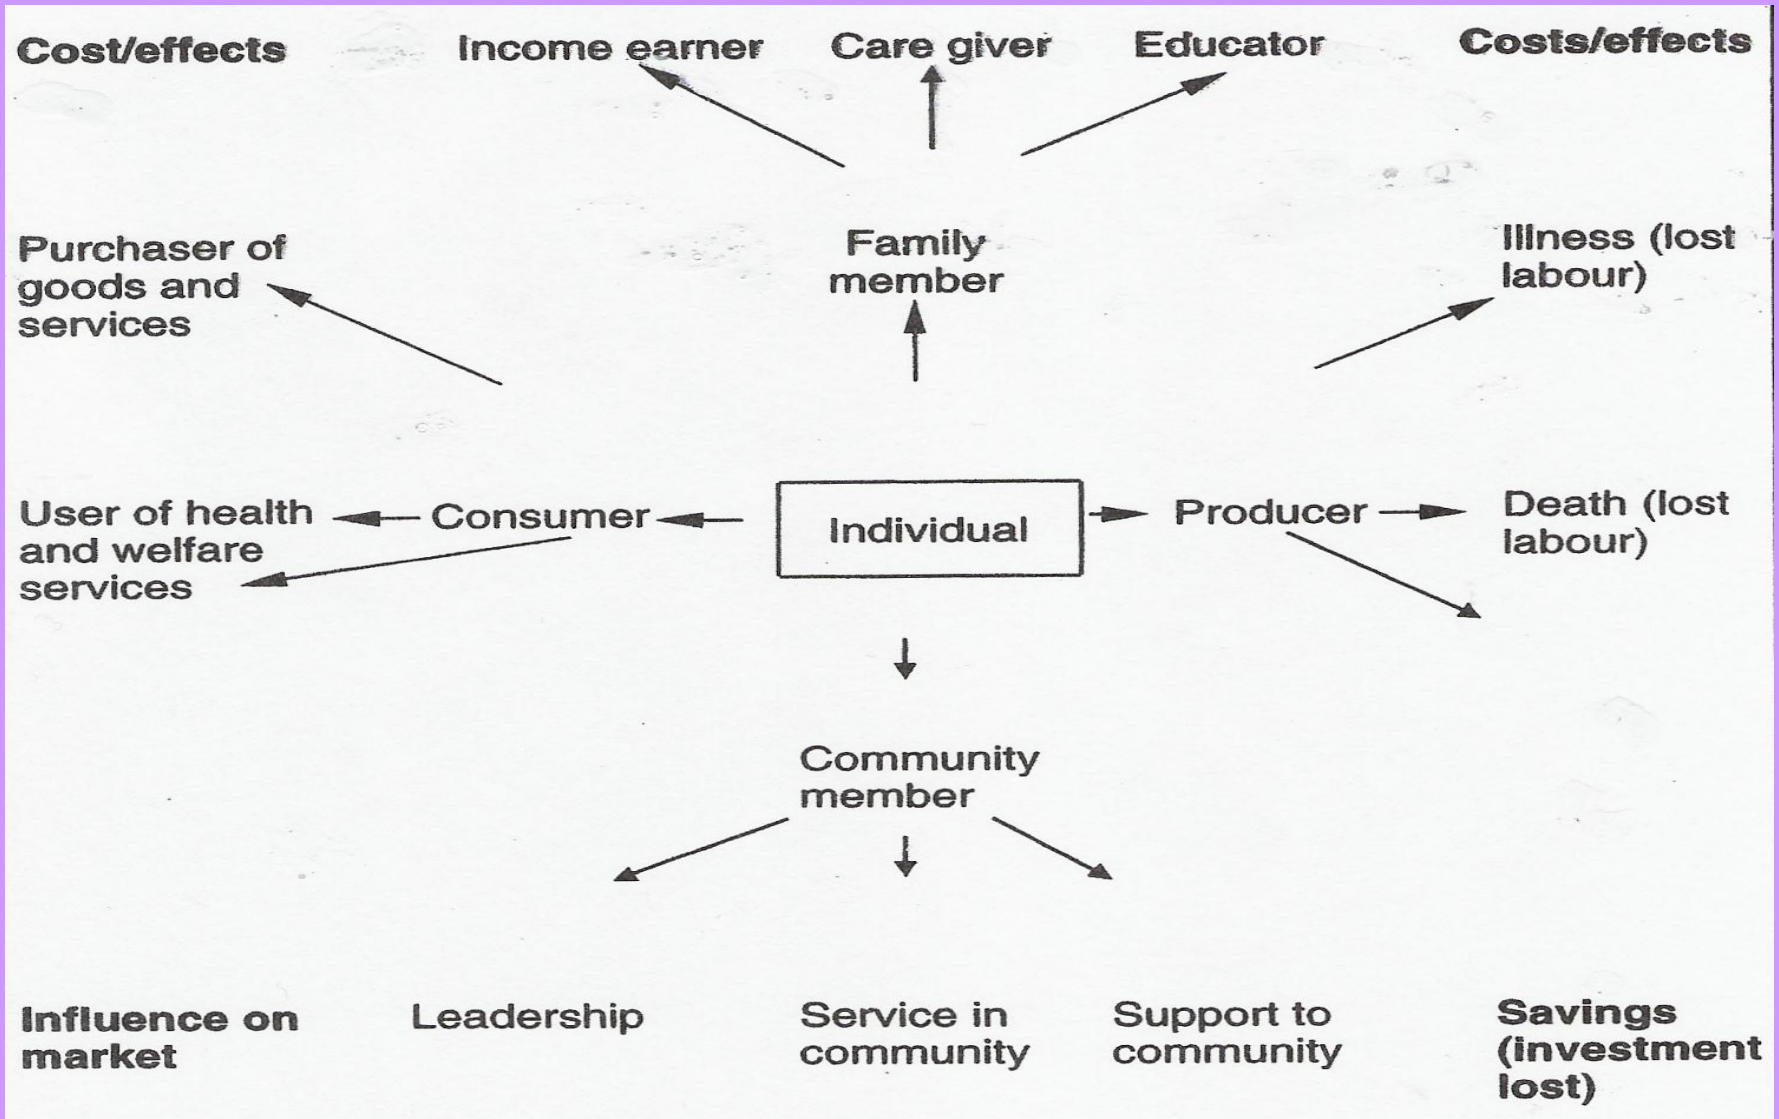 Cost/effects
Income earner
Care giver
Educator
Costs/effects
Purchaser of
goods and
services
Family
member
Illness (lost
labour)
User of health
and welfare
services
Consumer
Individual
Producer
Death (lost
labour)
Community
member
Influence on
market
Leadership
Service in
community
Support to
community
Savings
(investment
lost)